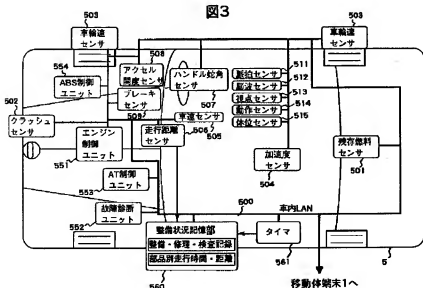 図3
503
車輪速
センサ
503
車輪速
センサ
554
ABS制御
ユニット
508
アクセル
開度センサ
ブレーキ
センサ
509
ハンドル蛇角
センサ
507
脈拍センサ
511
脳波センサ
512
視点センサ
513
動作センサ
514
体位センサ
515
502
クラッシュ
センサ
エンジン
制御
ユニット
551
走行距離
センサ
506
車速センサ
505
加速度
センサ
504
残存燃料
センサ
501
AT制御
ユニット
553
故障診断
ユニット
552
600
車内LAN
整備状況記憶部
整備・修理・検査記録
部品別走行時間・距離
560
タイマ
561
5
移動体端末1へ